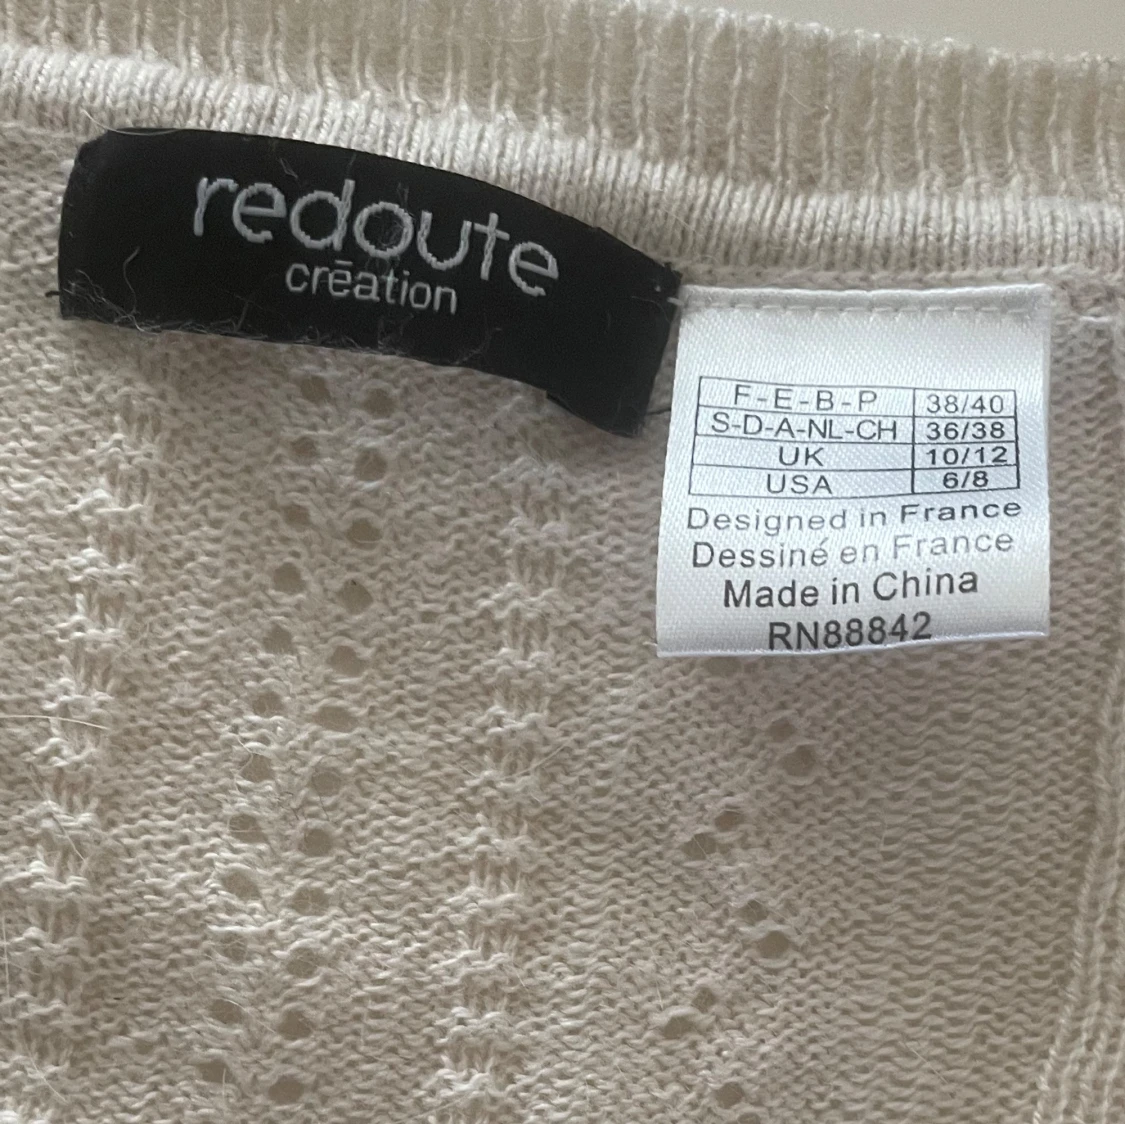 redoute
crēation
F-E-B-P 38/40
S-D-A-NL-CH 36/38
UK 10/12
USA 6/8
Designed in France
Dessiné en France
Made in China
RN88842